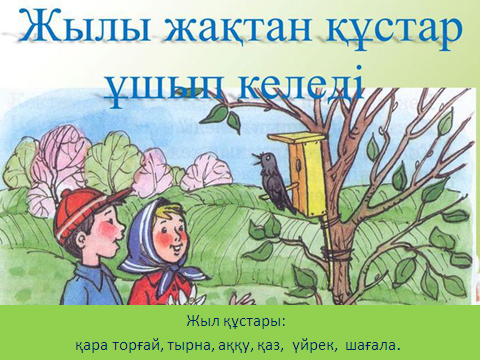 Жылы жақтан құстар
ұшып келеді
Жыл құстары:
қара торғай, тырна, аққу, қаз, үйрек, шағала.